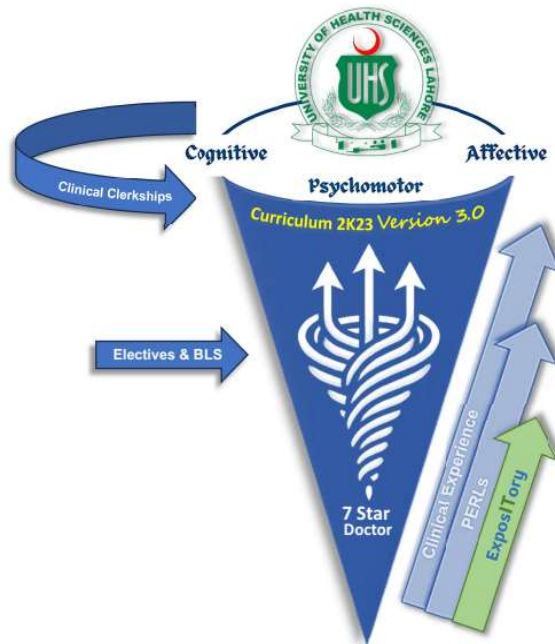 UNIVERSITY OF HEALTH SCIENCES LAHORE
UHS
Cognitive
Affective
Psychomotor
Clinical Clerkships
Curriculum 2K23 Version 3.0
Electives & BLS
7 Star
Doctor
Clinical Experience
PERLs
ExposITory